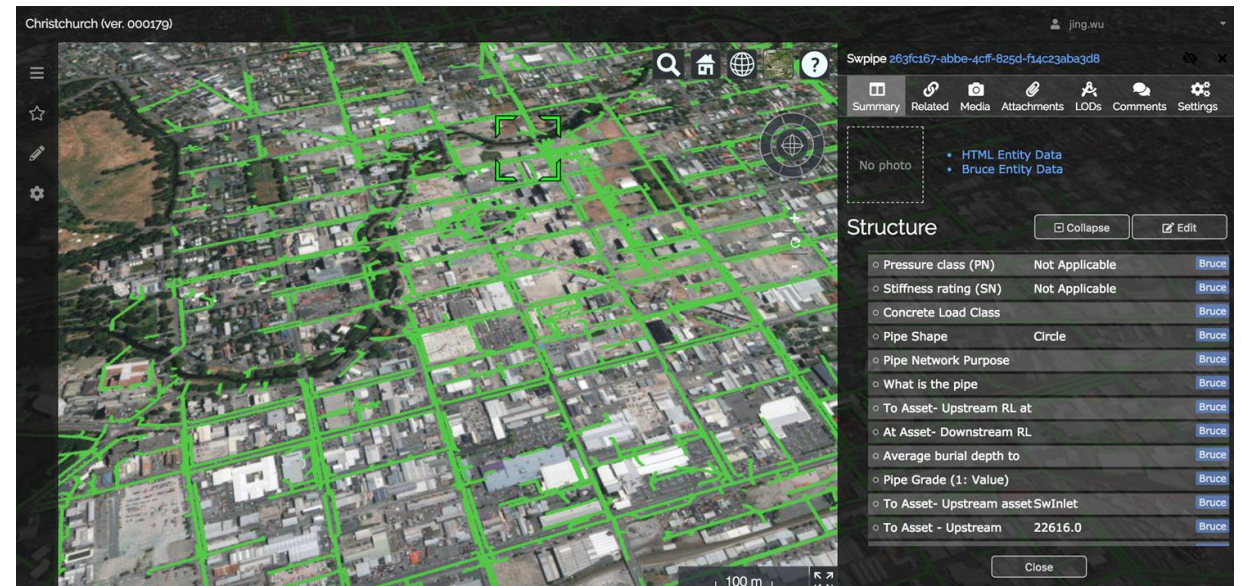 Christchurch (ver. 000179)
jing.wu
Swpipe 263fc167-abbe-4cff-825d-f14c23aba3d8
Summary Related Media Attachments LODs Comments Settings
No photo
HTML Entity Data
Bruce Entity Data
Structure
Collapse
Edit
Pressure class (PN) Not Applicable Bruce
Stiffness rating (SN) Not Applicable Bruce
Concrete Load Class Bruce
Pipe Shape Circle Bruce
Pipe Network Purpose Bruce
What is the pipe Bruce
To Asset- Upstream RL at Bruce
At Asset- Downstream RL Bruce
Average burial depth to Bruce
Pipe Grade (1: Value) Bruce
To Asset- Upstream asset SwInlet Bruce
To Asset - Upstream 22616.0 Bruce
Close
100 m